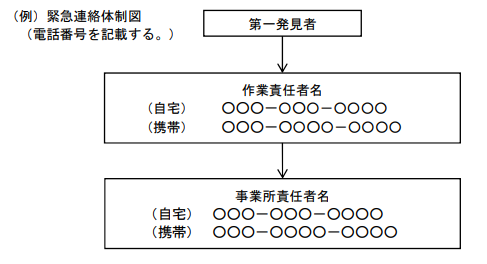 （例）緊急連絡体制図
（電話番号を記載する。）
第一発見者
作業責任者名
（自宅）　〇〇〇－〇〇〇－〇〇〇〇
（携帯）　〇〇〇－〇〇〇〇－〇〇〇〇
事業所責任者名
（自宅）　〇〇〇－〇〇〇－〇〇〇〇
（携帯）　〇〇〇－〇〇〇〇－〇〇〇〇